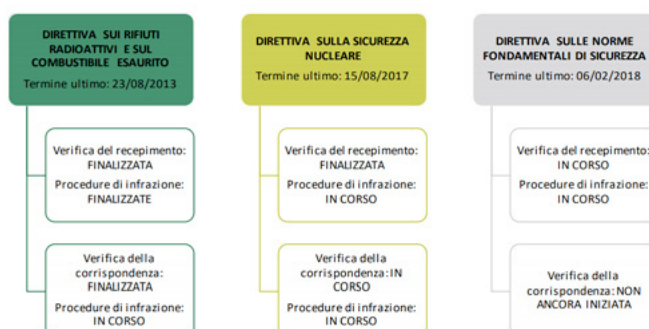 DIRETTIVA SUI RIFIUTI
RADIOATTIVI E SUL
COMBUSTIBILE ESAURITO
Termine ultimo: 23/08/2013
Verifica del recepimento:
FINALIZZATA
Procedure di infrazione:
FINALIZZATE
Verifica della
corrispondenza:
FINALIZZATA
Procedure di infrazione:
IN CORSO
DIRETTIVA SULLA SICUREZZA
NUCLEARE
Termine ultimo: 15/08/2017
Verifica del recepimento:
FINALIZZATA
Procedure di infrazione:
IN CORSO
Verifica della
corrispondenza: IN
CORSO
Procedure di infrazione:
IN CORSO
DIRETTIVA SULLE NORME
FONDAMENTALI DI SICUREZZA
Termine ultimo: 06/02/2018
Verifica del recepimento:
IN CORSO
Procedure di infrazione:
IN CORSO
Verifica della
corrispondenza: NON
ANCORA INIZIATA